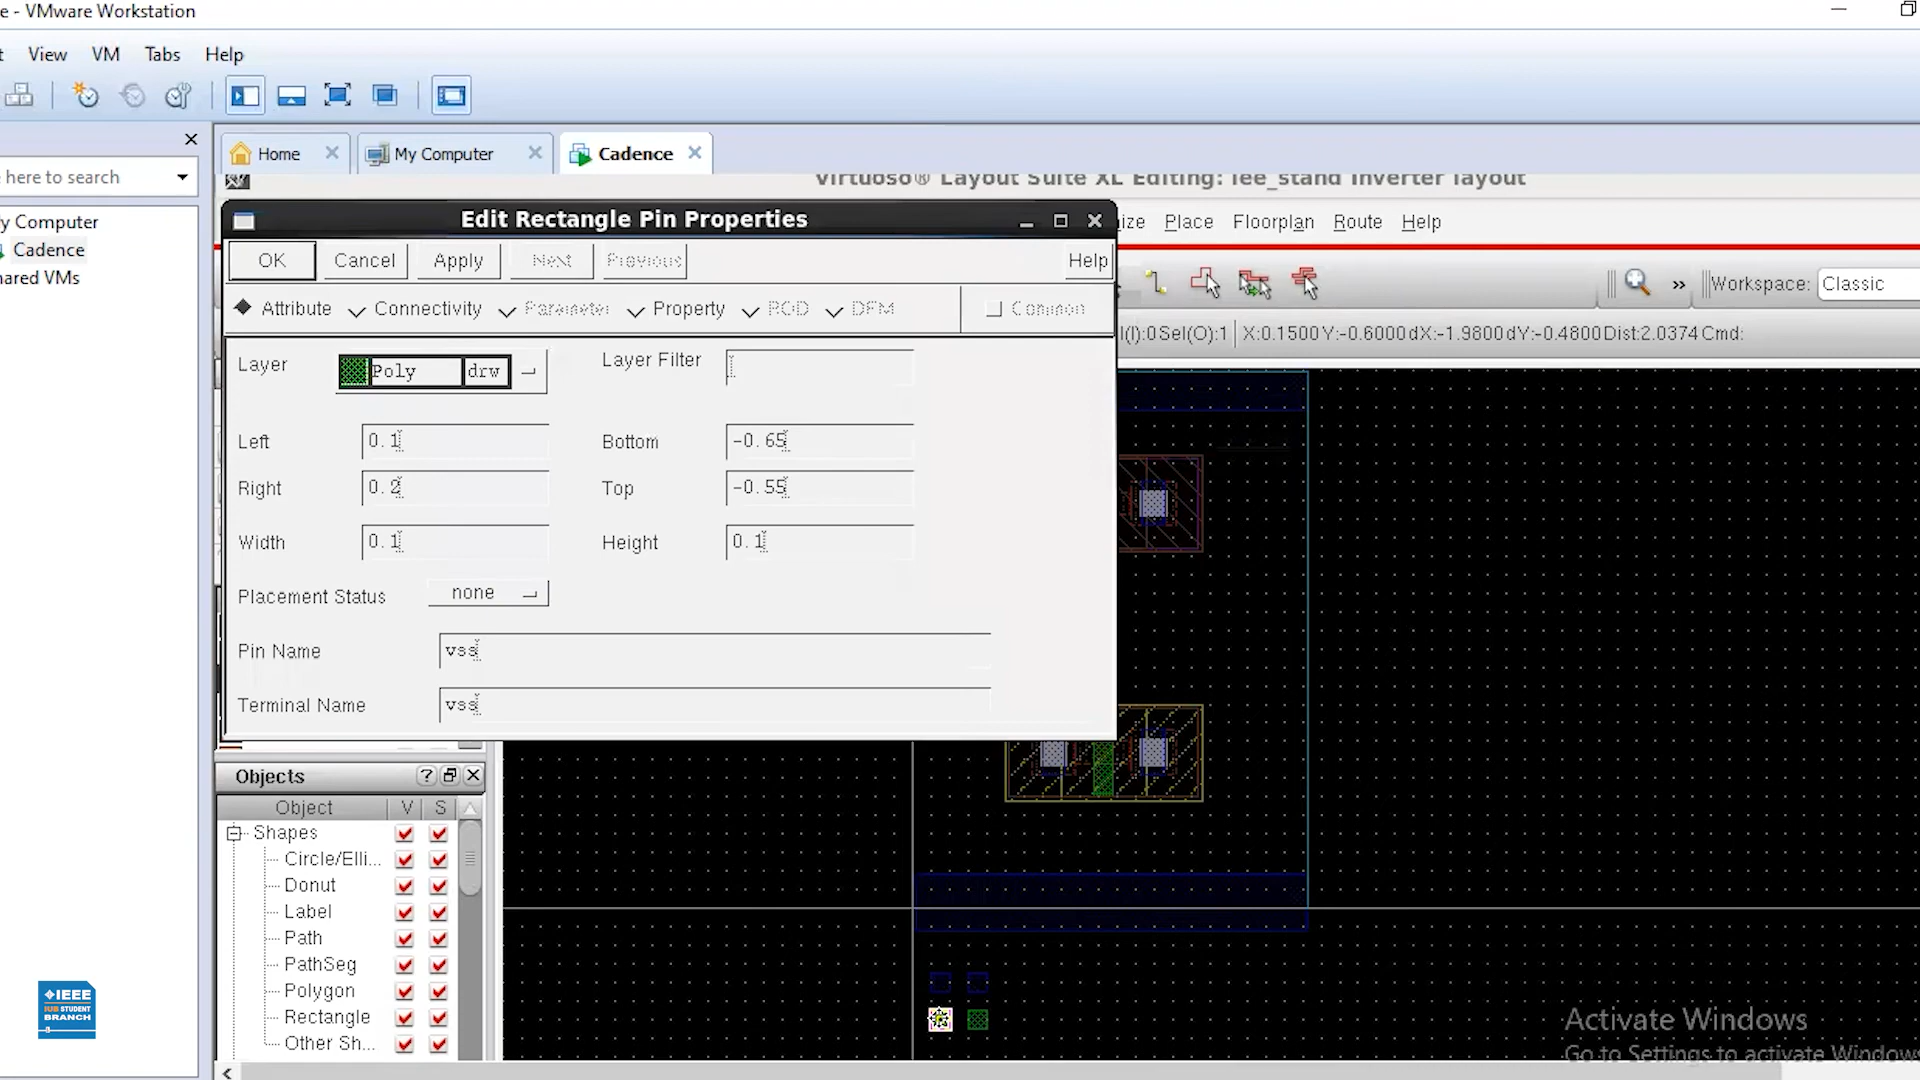 e - VMware Workstation
t View VM Tabs Help
here to search
Home
My Computer
Cadence
y Computer
Cadence
hared VMs
Virtuoso® Layout Suite XL Editing: iee_stand Inverter layout
Edit Rectangle Pin Properties
ize Place Floorplan Route Help
OK Cancel Apply Next Previous Help
Workspace: Classic
Attribute Connectivity Parameter Property ROD DFM Common
l(I):0 Sel(O):1 X:0.1500 Y:-0.6000 dX:-1.9800 dY:-0.4800 Dist:2.0374 Cmd:
Layer Poly drw Layer Filter
Left 0.1 Bottom -0.65
Right 0.2 Top -0.55
Width 0.1 Height 0.1
Placement Status none
Pin Name vss
Terminal Name vss
Objects
Object V S
Shapes
Circle/Elli...
Donut
Label
Path
PathSeg
Polygon
Rectangle
Other Sh...
IEEE
IUB STUDENT
BRANCH
Activate Windows
Go to Settings to activate Windows